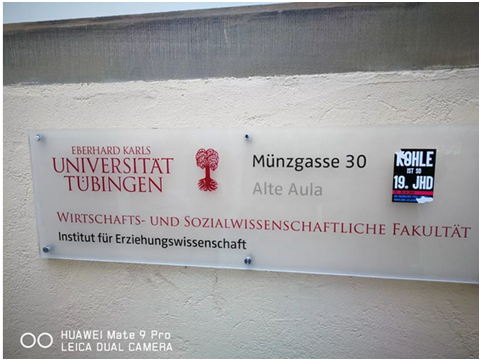 EBERHARD KARLS
UNIVERSITÄT
TÜBINGEN
Münzgasse 30
Alte Aula
KOHLE
IST SO
19. JHD
WIRTSCHAFTS- UND SOZIALWISSENSCHAFTLICHE FAKULTÄT
Institut für Erziehungswissenschaft
HUAWEI Mate 9 Pro
LEICA DUAL CAMERA